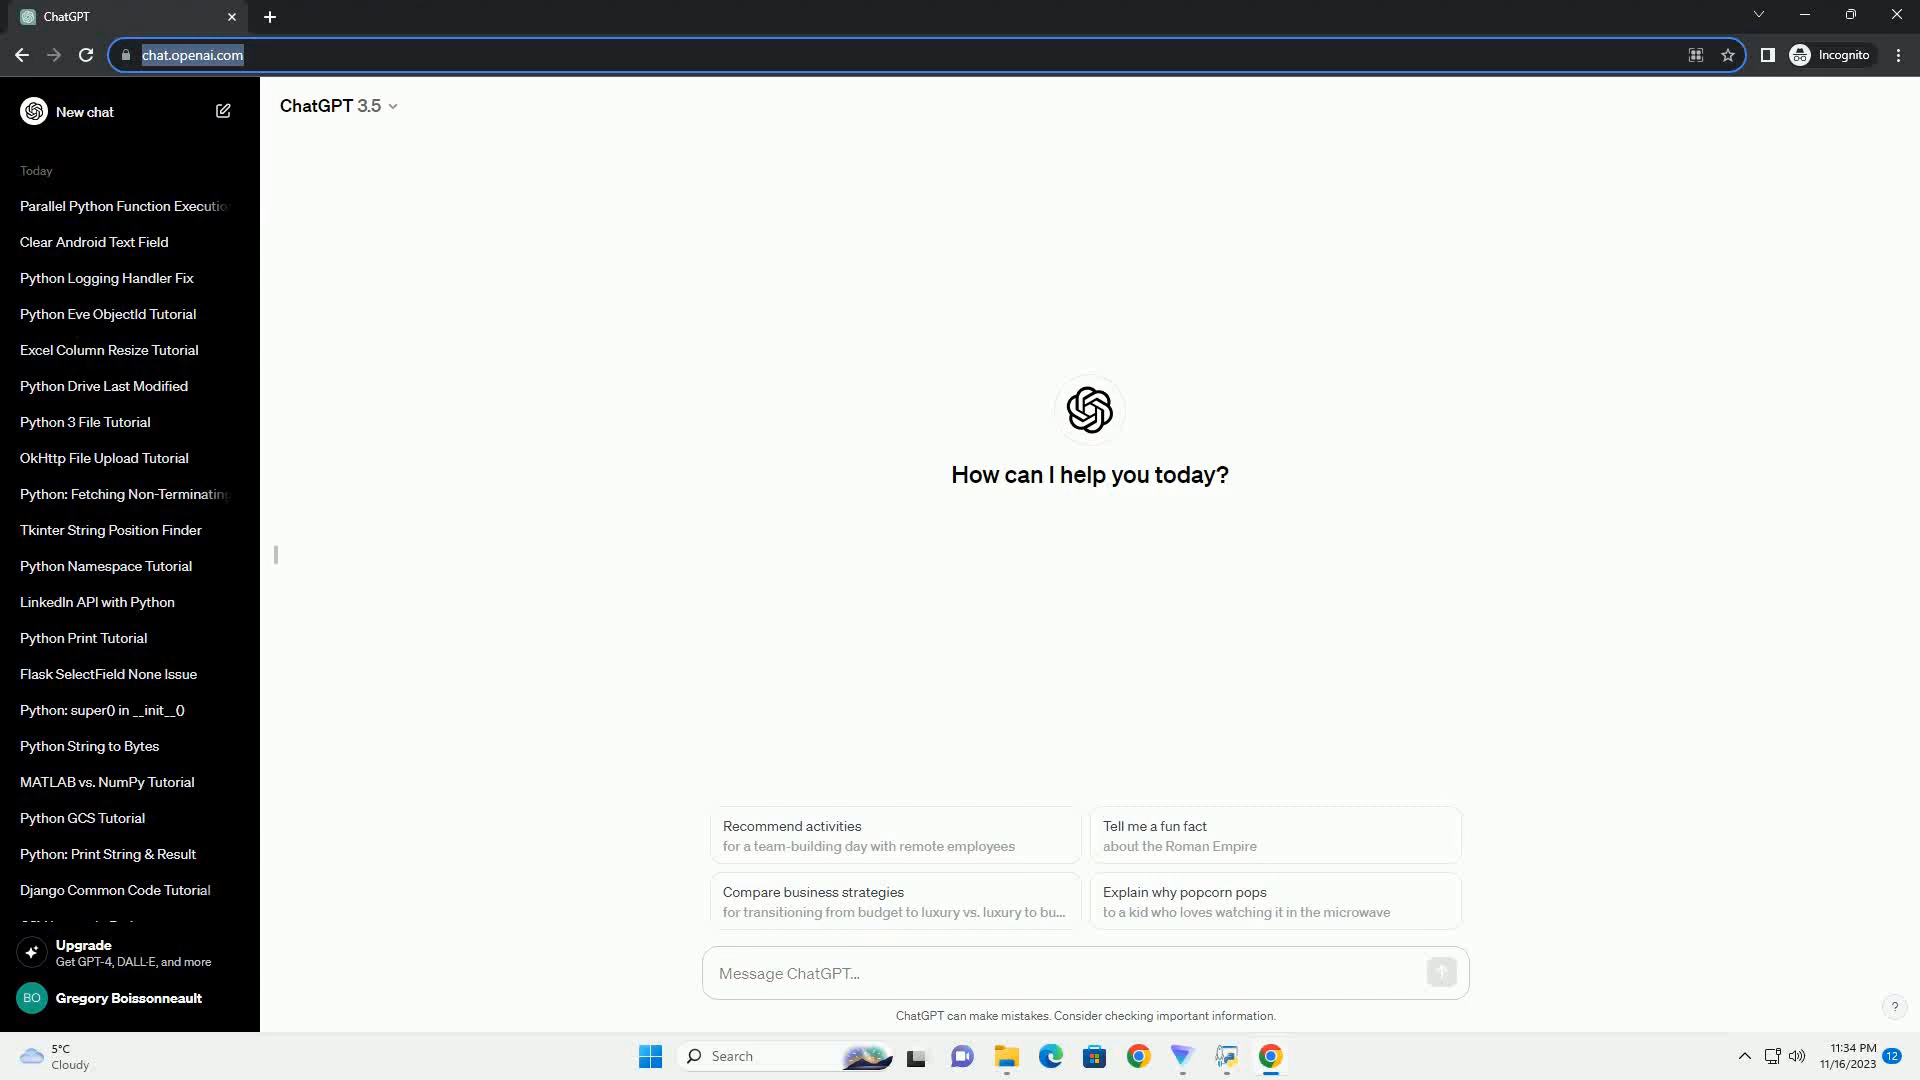 ChatGPT
chat.openai.com
Incognito
New chat
ChatGPT 3.5
Today
Parallel Python Function Executio
Clear Android Text Field
Python Logging Handler Fix
Python Eve ObjectId Tutorial
Excel Column Resize Tutorial
Python Drive Last Modified
Python 3 File Tutorial
OkHttp File Upload Tutorial
Python: Fetching Non-Terminating
Tkinter String Position Finder
Python Namespace Tutorial
LinkedIn API with Python
Python Print Tutorial
Flask SelectField None Issue
Python: super() in __init__()
Python String to Bytes
MATLAB vs. NumPy Tutorial
Python GCS Tutorial
Python: Print String & Result
Django Common Code Tutorial
Upgrade
Get GPT-4, DALL·E, and more
BO
Gregory Boissonneault
How can I help you today?
Recommend activities
for a team-building day with remote employees
Tell me a fun fact
about the Roman Empire
Compare business strategies
for transitioning from budget to luxury vs. luxury to bu...
Explain why popcorn pops
to a kid who loves watching it in the microwave
Message ChatGPT...
ChatGPT can make mistakes. Consider checking important information.
?
5°C
Cloudy
Search
11:34 PM
11/16/2023
12